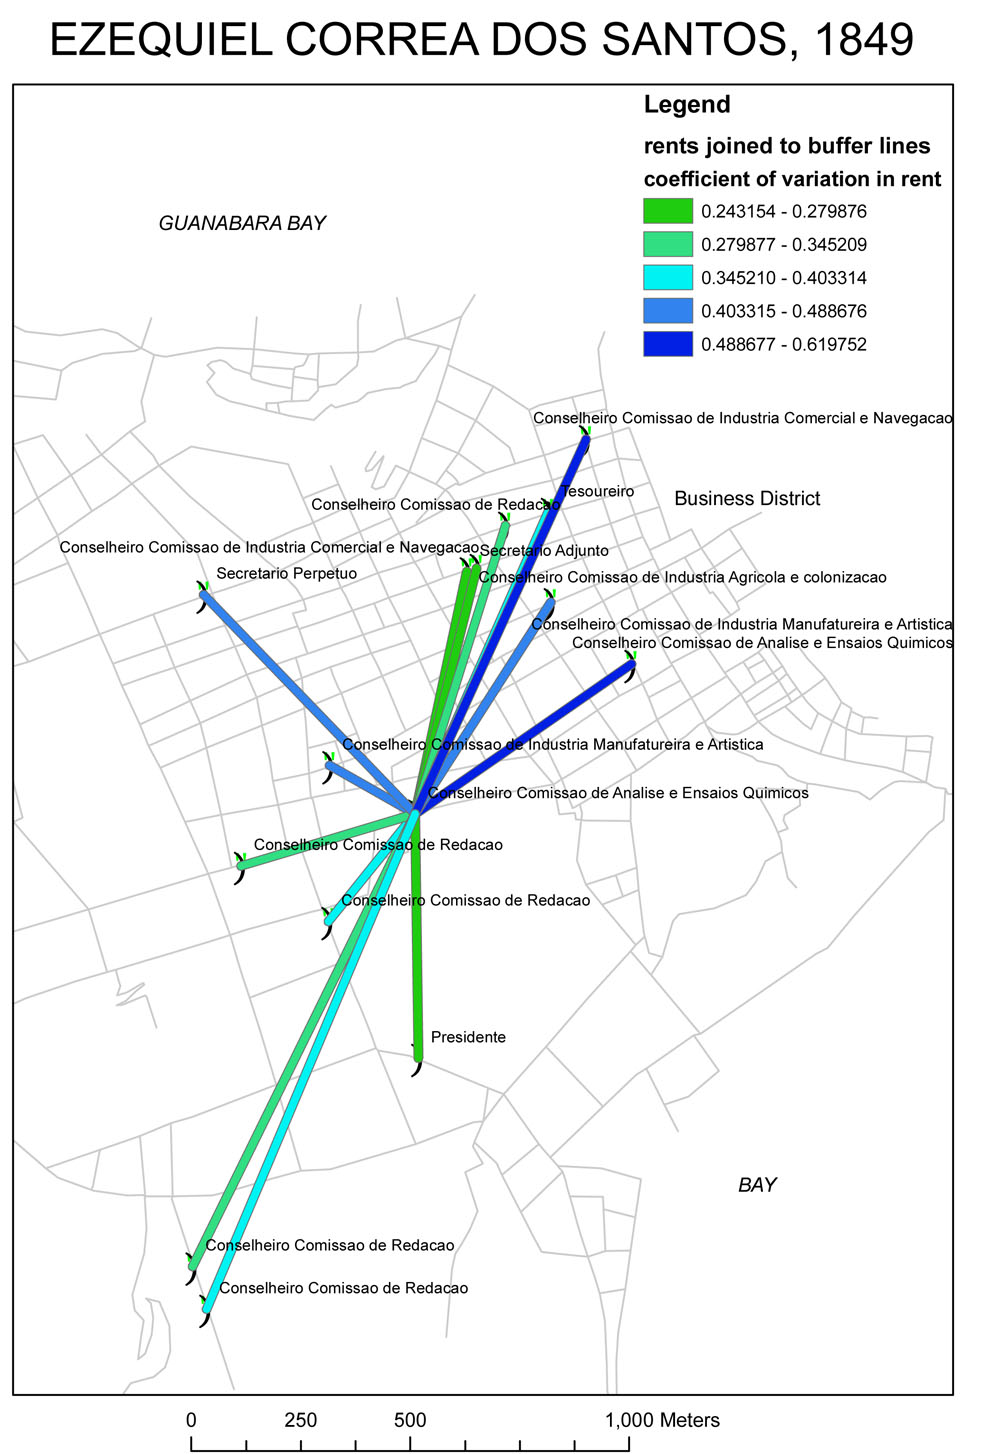 EZEQUIEL CORREA DOS SANTOS, 1849
Legend
rents joined to buffer lines
coefficient of variation in rent
0.243154 - 0.279876
0.279877 - 0.345209
0.345210 - 0.403314
0.403315 - 0.488676
0.488677 - 0.619752
GUANABARA BAY
Conselheiro Comissao de Industria Comercial e Navegacao
Tesoureiro
Business District
Conselheiro Comissao de Redacao
Conselheiro Comissao de Industria Comercial e Navegacao
Secretario Adjunto
Secretario Perpetuo
Conselheiro Comissao de Industria Agricola e colonizacao
Conselheiro Comissao de Industria Manufatureira e Artistica
Conselheiro Comissao de Analise e Ensaios Quimicos
Conselheiro Comissao de Industria Manufatureira e Artistica
Conselheiro Comissao de Analise e Ensaios Quimicos
Conselheiro Comissao de Redacao
Conselheiro Comissao de Redacao
Presidente
BAY
Conselheiro Comissao de Redacao
Conselheiro Comissao de Redacao
0 250 500 1,000 Meters